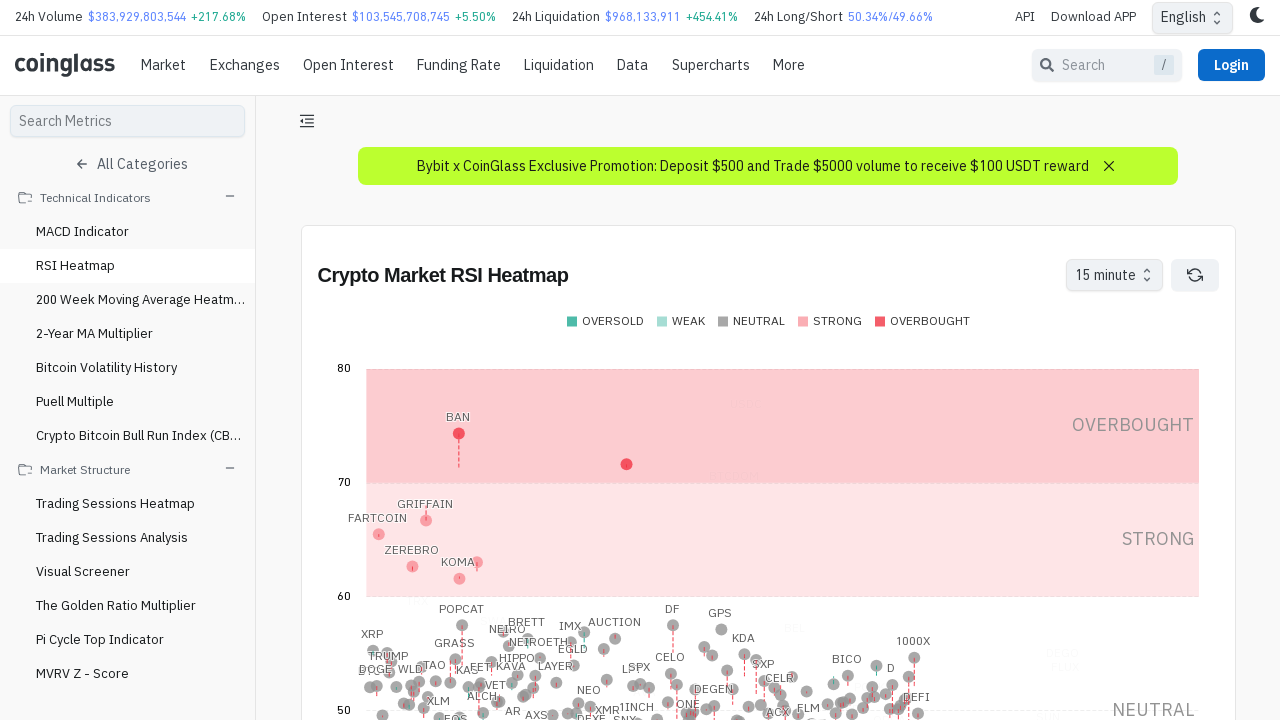 24h Volume $383,929,803,544 +217.68% Open Interest $103,545,708,745 +5.50% 24h Liquidation $968,133,911 +454.41% 24h Long/Short 50.34%/49.66% API Download APP English
coinglass Market Exchanges Open Interest Funding Rate Liquidation Data Supercharts More Search / Login
Search Metrics
All Categories
Technical Indicators
MACD Indicator
RSI Heatmap
200 Week Moving Average Heatm...
2-Year MA Multiplier
Bitcoin Volatility History
Puell Multiple
Crypto Bitcoin Bull Run Index (CB...
Market Structure
Trading Sessions Heatmap
Trading Sessions Analysis
Visual Screener
The Golden Ratio Multiplier
Pi Cycle Top Indicator
MVRV Z - Score
Bybit x CoinGlass Exclusive Promotion: Deposit $500 and Trade $5000 volume to receive $100 USDT reward
Crypto Market RSI Heatmap
15 minute
OVERSOLD WEAK NEUTRAL STRONG OVERBOUGHT
80
BAN
OVERBOUGHT
70
GRIFFAIN
FARTCOIN
STRONG
ZEREBRO
KOMA
60
POPCAT DF GPS
BRETT IMX AUCTION
XRP NEIRO
GRASS NEIROETH KDA 1000X
EGLD
TRUMP HIPPO CELO BICO
DOGE WLD TAO KAS FET KAVA LAYER SPX SXP D
VET CELR
ALCH NEO DEGEN DEFI
XLM ONE
AR AXS XMR 1INCH ACX FLM
50 NEUTRAL